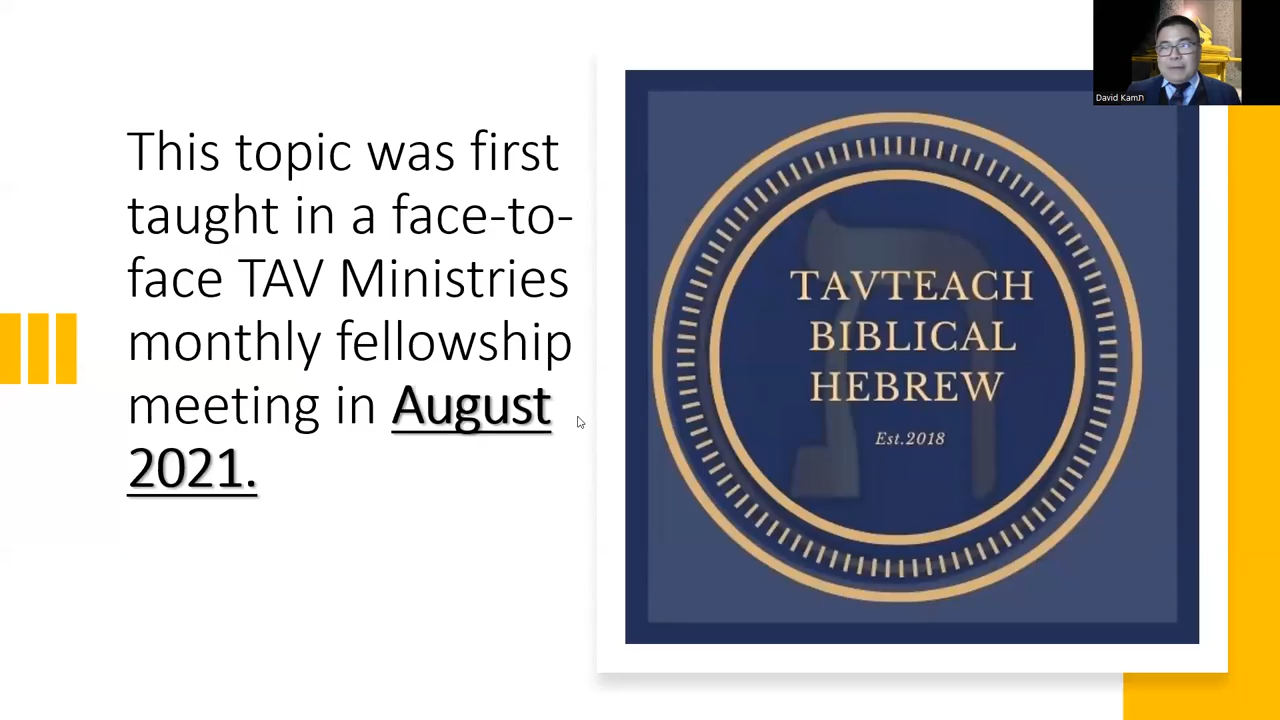 This topic was first
taught in a face-to-
face TAV Ministries
monthly fellowship
meeting in August
2021.
TAVTEACH
BIBLICAL
HEBREW
Est.2018
ת
David Kamת